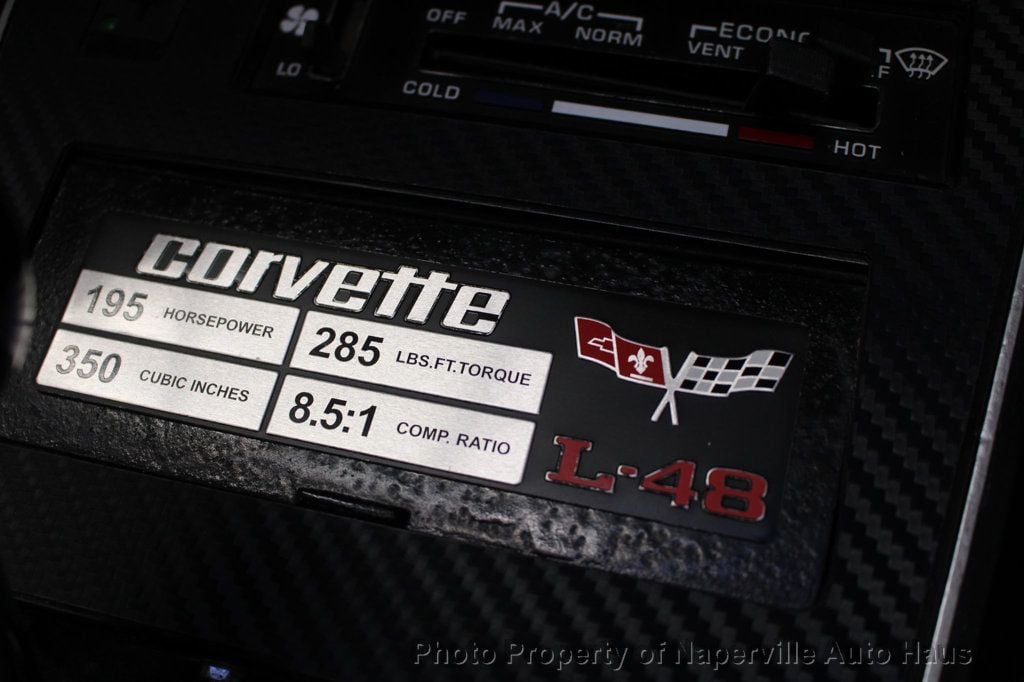 OFF
A/C
MAX NORM
VENT
LO
COLD
HOT
corvette
195 HORSEPOWER
285 LBS.FT.TORQUE
350 CUBIC INCHES
8.5:1 COMP. RATIO
L-48
Photo Property of Naperville Auto Haus